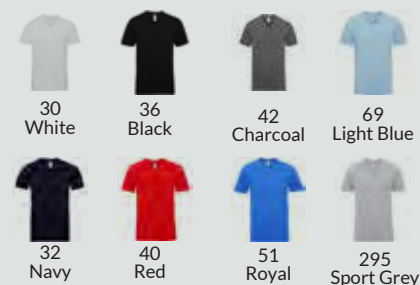 30
White
36
Black
42
Charcoal
69
Light Blue
32
Navy
40
Red
51
Royal
295
Sport Grey